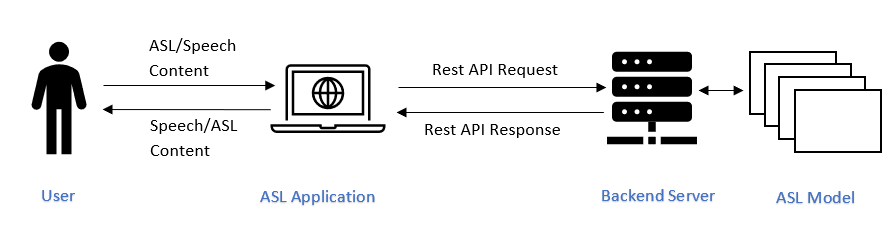 ASL/Speech
Content
Rest API Request
Speech/ASL
Content
Rest API Response
User
ASL Application
Backend Server
ASL Model